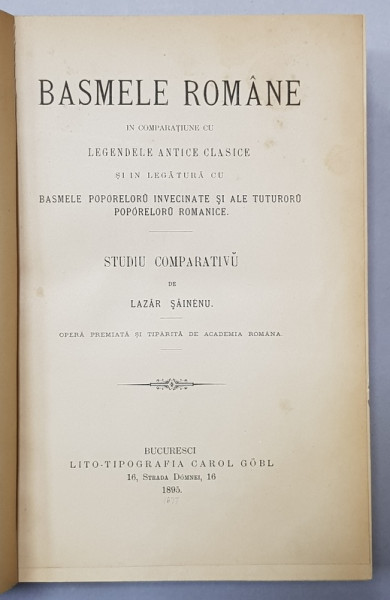 BASMELE ROMÂNE
IN COMPARAȚIUNE CU
LEGENDELE ANTICE CLASICE
ȘI IN LEGĂTURĂ CU
BASMELE POPÓRELORŬ INVECINATE ȘI ALE TUTURORŬ
POPÓRELORŬ ROMANICE.
STUDIU COMPARATIVŬ
DE
LAZĂR ȘĂINÉNU.
OPERĂ PREMIATĂ ȘI TIPĂRITĂ DE ACADEMIA ROMÂNĂ.
BUCURESCI
LITO-TIPOGRAFIA CAROL GÖBL
16, STRADA DOMNEI, 16
1895.